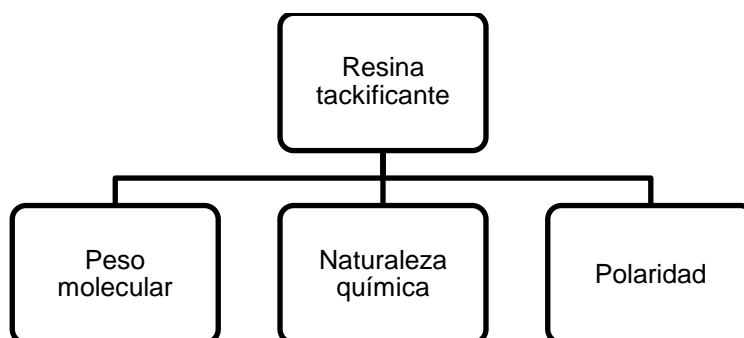 Resina
tackificante
Peso
molecular
Naturaleza
química
Polaridad